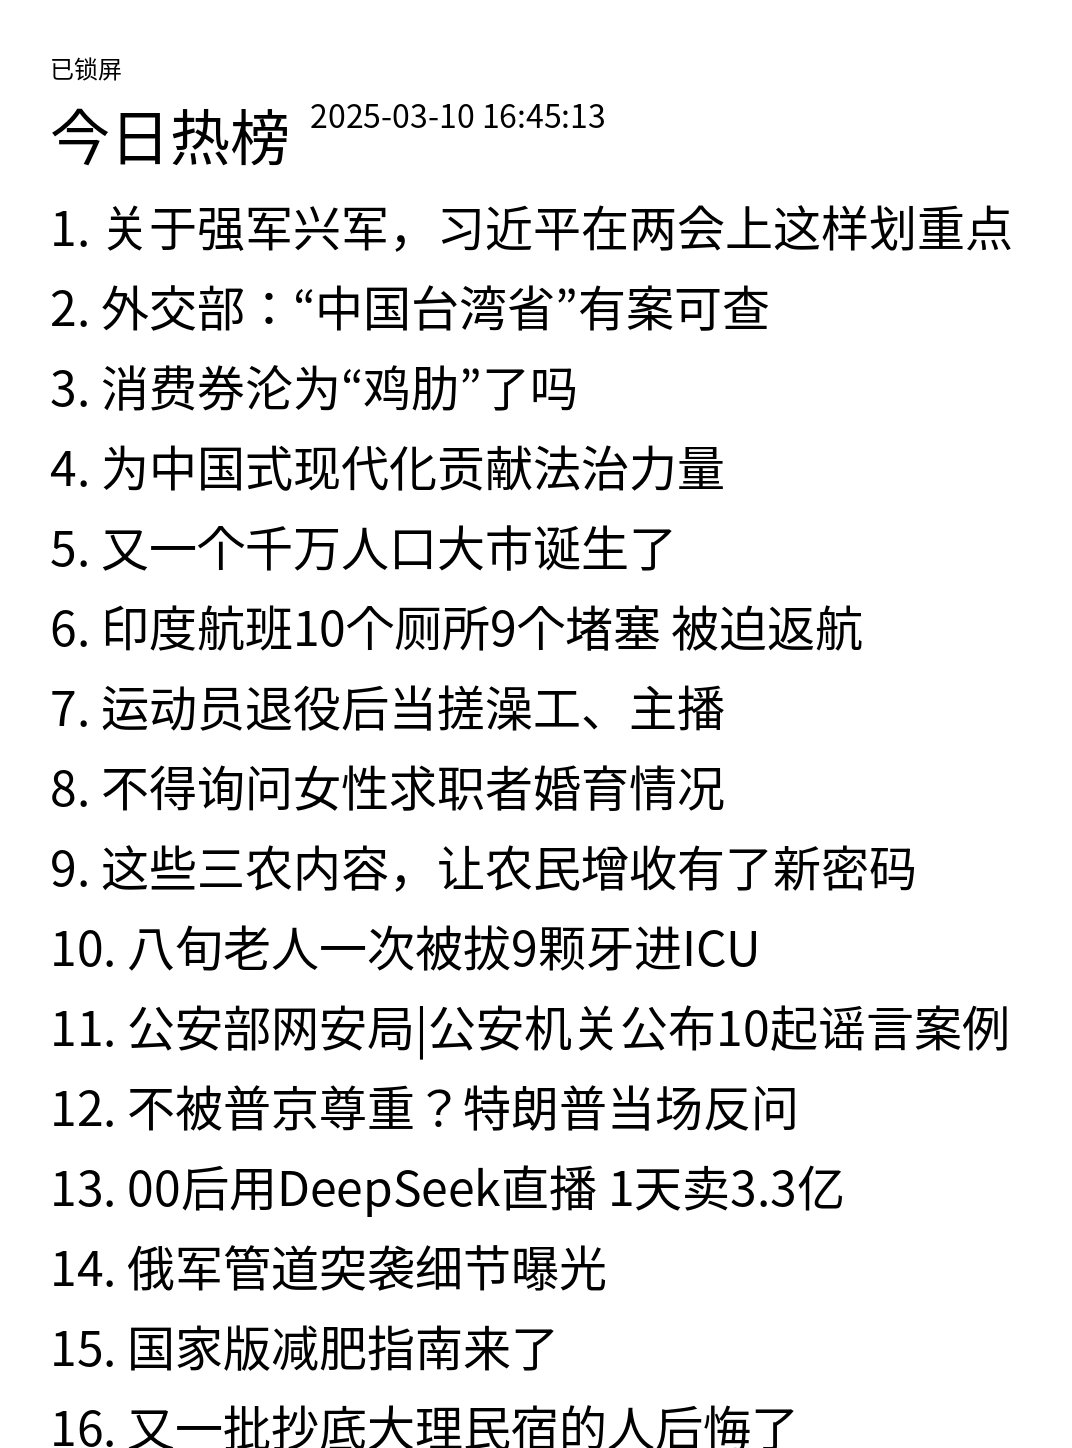 已锁屏
今日热榜 2025-03-10 16:45:13
1. 关于强军兴军，习近平在两会上这样划重点
2. 外交部：“中国台湾省”有案可查
3. 消费券沦为“鸡肋”了吗
4. 为中国式现代化贡献法治力量
5. 又一个千万人口大市诞生了
6. 印度航班10个厕所9个堵塞 被迫返航
7. 运动员退役后当搓澡工、主播
8. 不得询问女性求职者婚育情况
9. 这些三农内容，让农民增收有了新密码
10. 八旬老人一次被拔9颗牙进ICU
11. 公安部网安局|公安机关公布10起谣言案例
12. 不被普京尊重？特朗普当场反问
13. 00后用DeepSeek直播 1天卖3.3亿
14. 俄军管道突袭细节曝光
15. 国家版减肥指南来了
16. 又一批抄底大理民宿的人后悔了